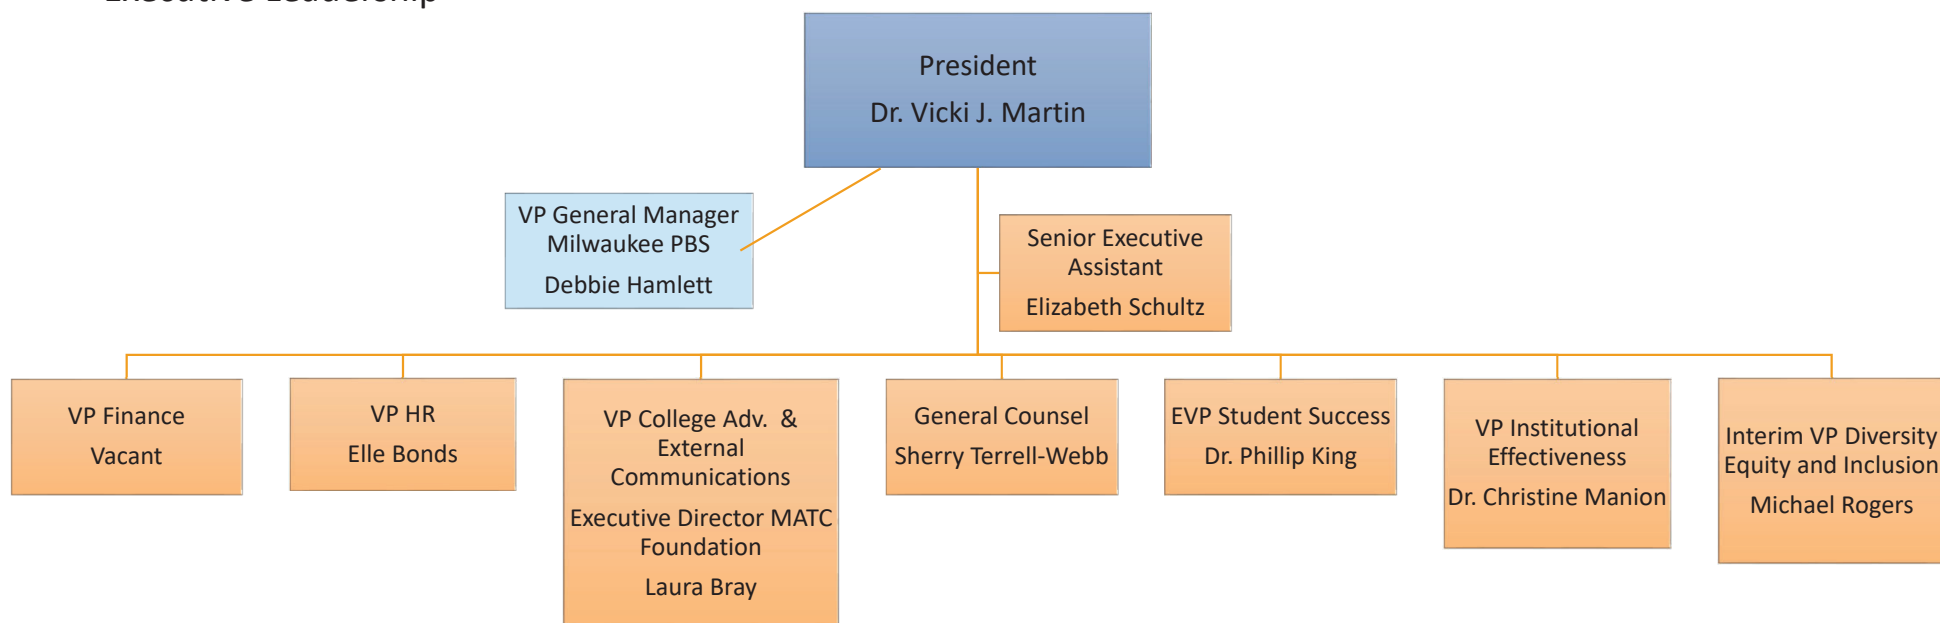 Executive Leadership
President
Dr. Vicki J. Martin
VP General Manager
Milwaukee PBS
Debbie Hamlett
Senior Executive
Assistant
Elizabeth Schultz
VP Finance
Vacant
VP HR
Elle Bonds
VP College Adv.  &
External
Communications
Executive Director MATC
Foundation
Laura Bray
General Counsel
Sherry Terrell-Webb
EVP Student Success
Dr. Phillip King
VP Institutional
Effectiveness
Dr. Christine Manion
Interim VP Diversity
Equity and Inclusion
Michael Rogers